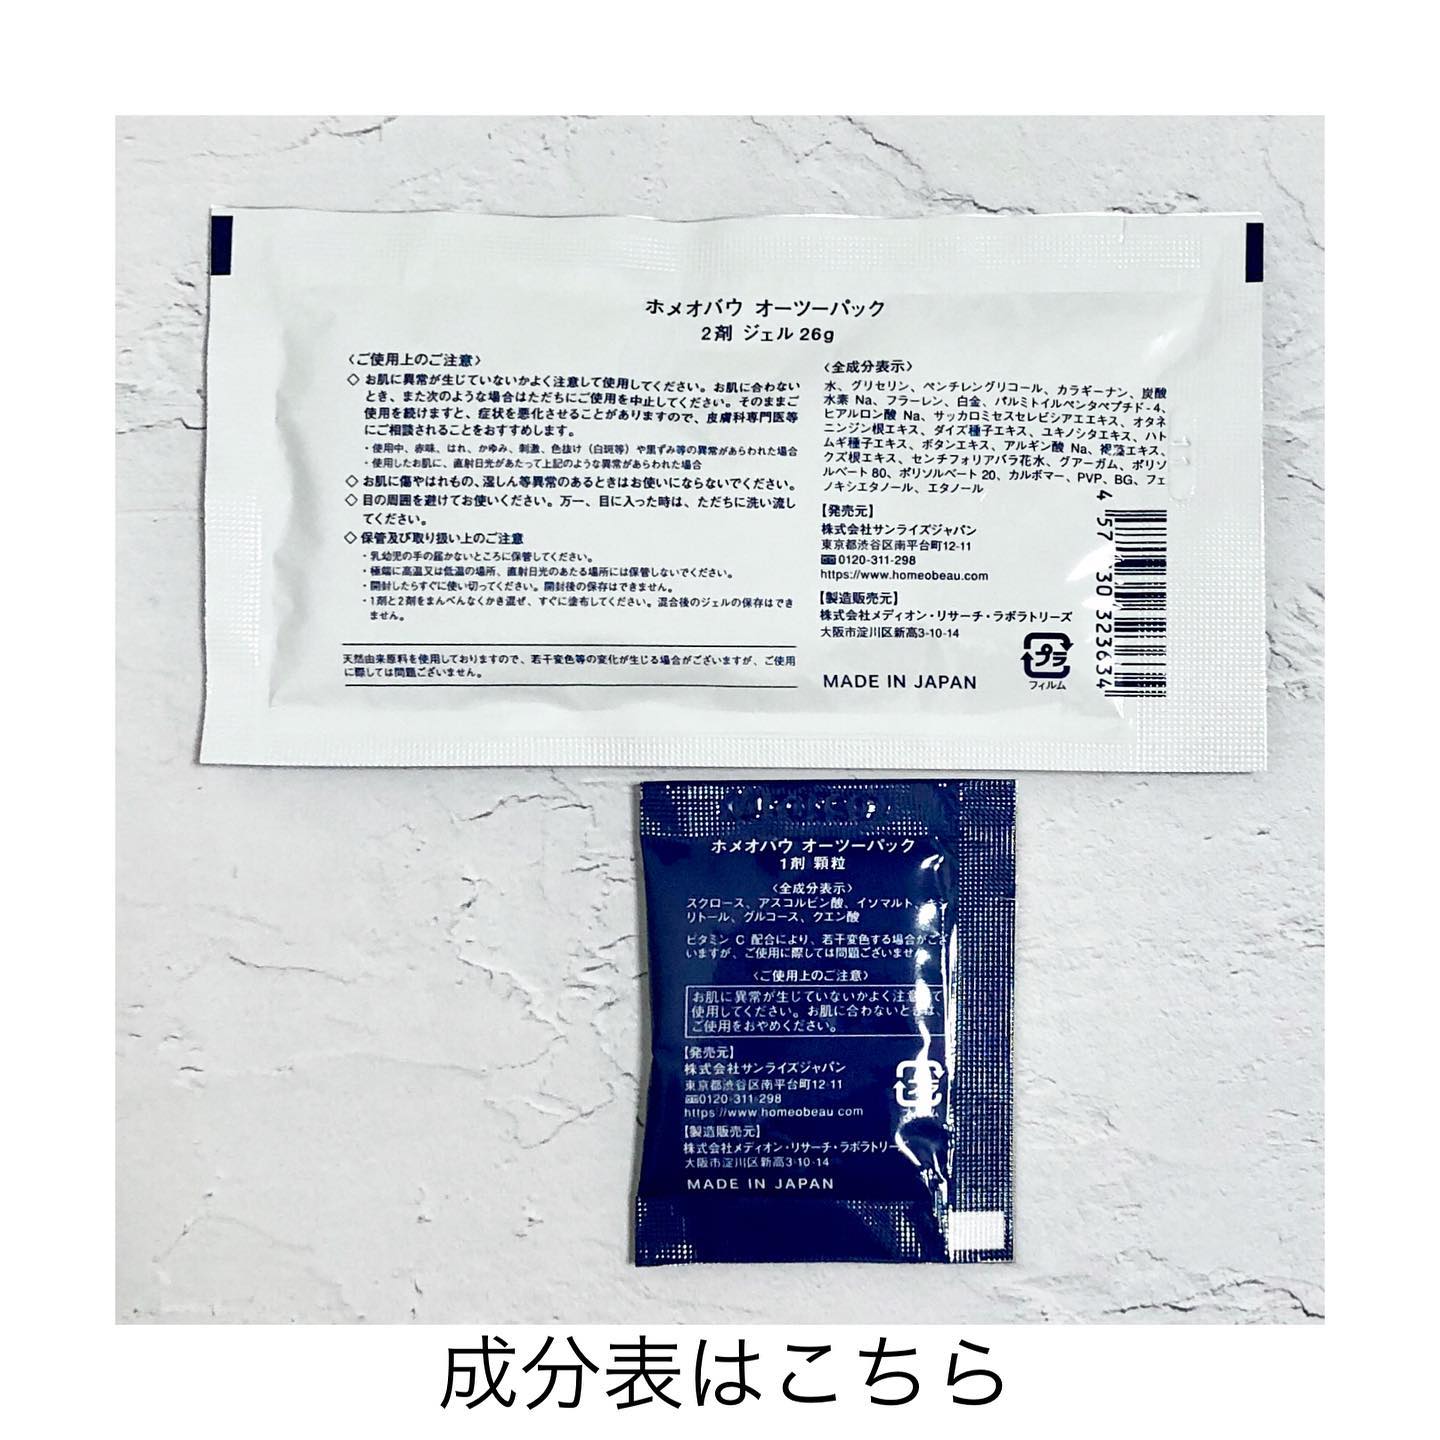 ホメオバウ オーツーパック
2剤 ジェル 26g
〈ご使用上のご注意〉
◇ お肌に異常が生じていないかよく注意して使用してください。お肌に合わない
とき、また次のような場合はただちにご使用を中止してください。そのままご
使用を続けますと、症状を悪化させることがありますので、皮膚科専門医等
にご相談されることをおすすめします。
・使用中、赤味、はれ、かゆみ、刺激、色抜け（白斑等）や黒ずみ等の異常があらわれた場合
・使用したお肌に、直射日光があたって上記のような異常があらわれた場合
◇ お肌に傷やはれもの、湿しん等異常のあるときはお使いにならないでください。
◇ 目の周囲を避けてお使いください。万一、目に入った時は、ただちに洗い流し
てください。
◇ 保管及び取り扱い上のご注意
・乳幼児の手の届かないところに保管してください。
・極端に高温又は低温の場所、直射日光のあたる場所には保管しないでください。
・開封したらすぐに使い切ってください。開封後の保存はできません。
・1剤と2剤をまんべんなくかき混ぜ、すぐに塗布してください。混合後のジェルの保存はでき
ません。
天然由来原料を使用しておりますので、若干変色等の変化が生じる場合がございますが、ご使用
に際しては問題ございません。
〈全成分表示〉
水、グリセリン、ペンチレングリコール、カラギーナン、炭酸
水素 Na、フラーレン、白金、パルミトイルペンタペプチド-4、
ヒアルロン酸 Na、サッカロミセスセレビシアエエキス、オタネ
ニンジン根エキス、ダイズ種子エキス、ユキノシタエキス、ハト
ムギ種子エキス、ボタンエキス、アルギン酸 Na、褐藻エキス、
クズ根エキス、センチフォリアバラ花水、グアーガム、ポリソ
ルベート 80、ポリソルベート 20、カルボマー、PVP、BG、フェ
ノキシエタノール、エタノール
【発売元】
株式会社サンライズジャパン
東京都渋谷区南平台町12-11
0120-311-298
https://www.homeobeau.com
【製造販売元】
株式会社メディオン・リサーチ・ラボラトリーズ
大阪市淀川区新高3-10-14
MADE IN JAPAN
プラ
フィルム
4 571 30 323634
ホメオバウ オーツーパック
1剤 顆粒
〈全成分表示〉
スクロース、アスコルビン酸、イソマルト、キシ
リトール、グルコース、クエン酸
ビタミン C 配合により、若干変色する場合がござ
いますが、ご使用に際しては問題ございません。
〈ご使用上のご注意〉
お肌に異常が生じていないかよく注意して
使用してください。お肌に合わないときは、
ご使用をおやめください。
【発売元】
株式会社サンライズジャパン
東京都渋谷区南平台町12-11
0120-311-298
https://www.homeobeau.com
【製造販売元】
株式会社メディオン・リサーチ・ラボラトリー
大阪市淀川区新高3-10-14
MADE IN JAPAN
成分表はこちら